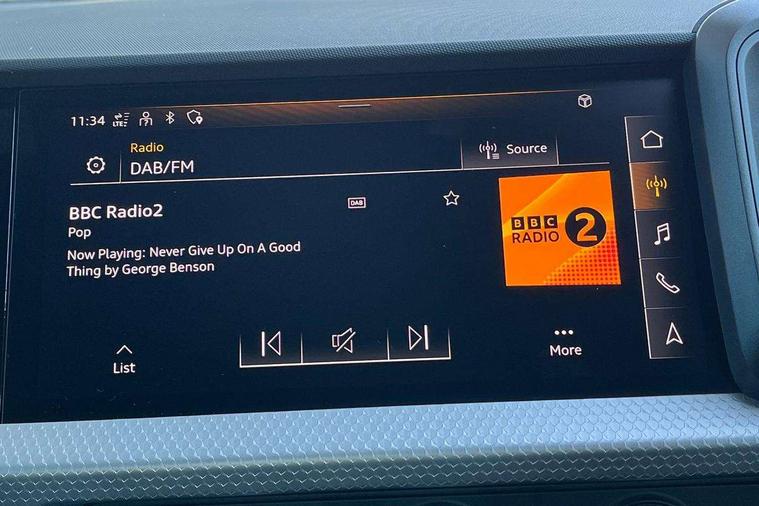 11:34 LTE
Radio
DAB/FM
Source
BBC Radio2
DAB
Pop
Now Playing: Never Give Up On A Good
Thing by George Benson
BBC
RADIO 2
List
More